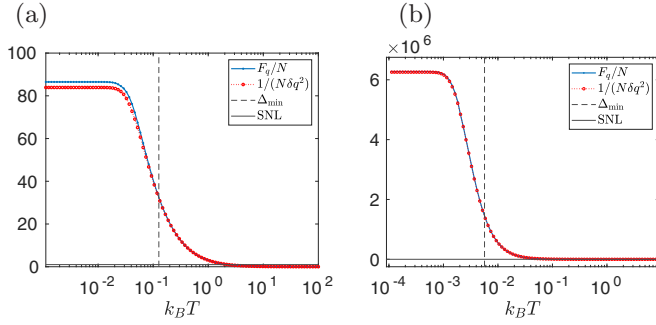 (a)
100
80
60
40
20
0
10^-2 10^-1 10^0 10^1 10^2
k_BT
F_q/N
1/(Nδq^2)
Δ_min
SNL
(b)
×10^6
6
4
2
0
10^-4 10^-3 10^-2 10^-1 10^0
k_BT
F_q/N
1/(Nδq^2)
Δ_min
SNL